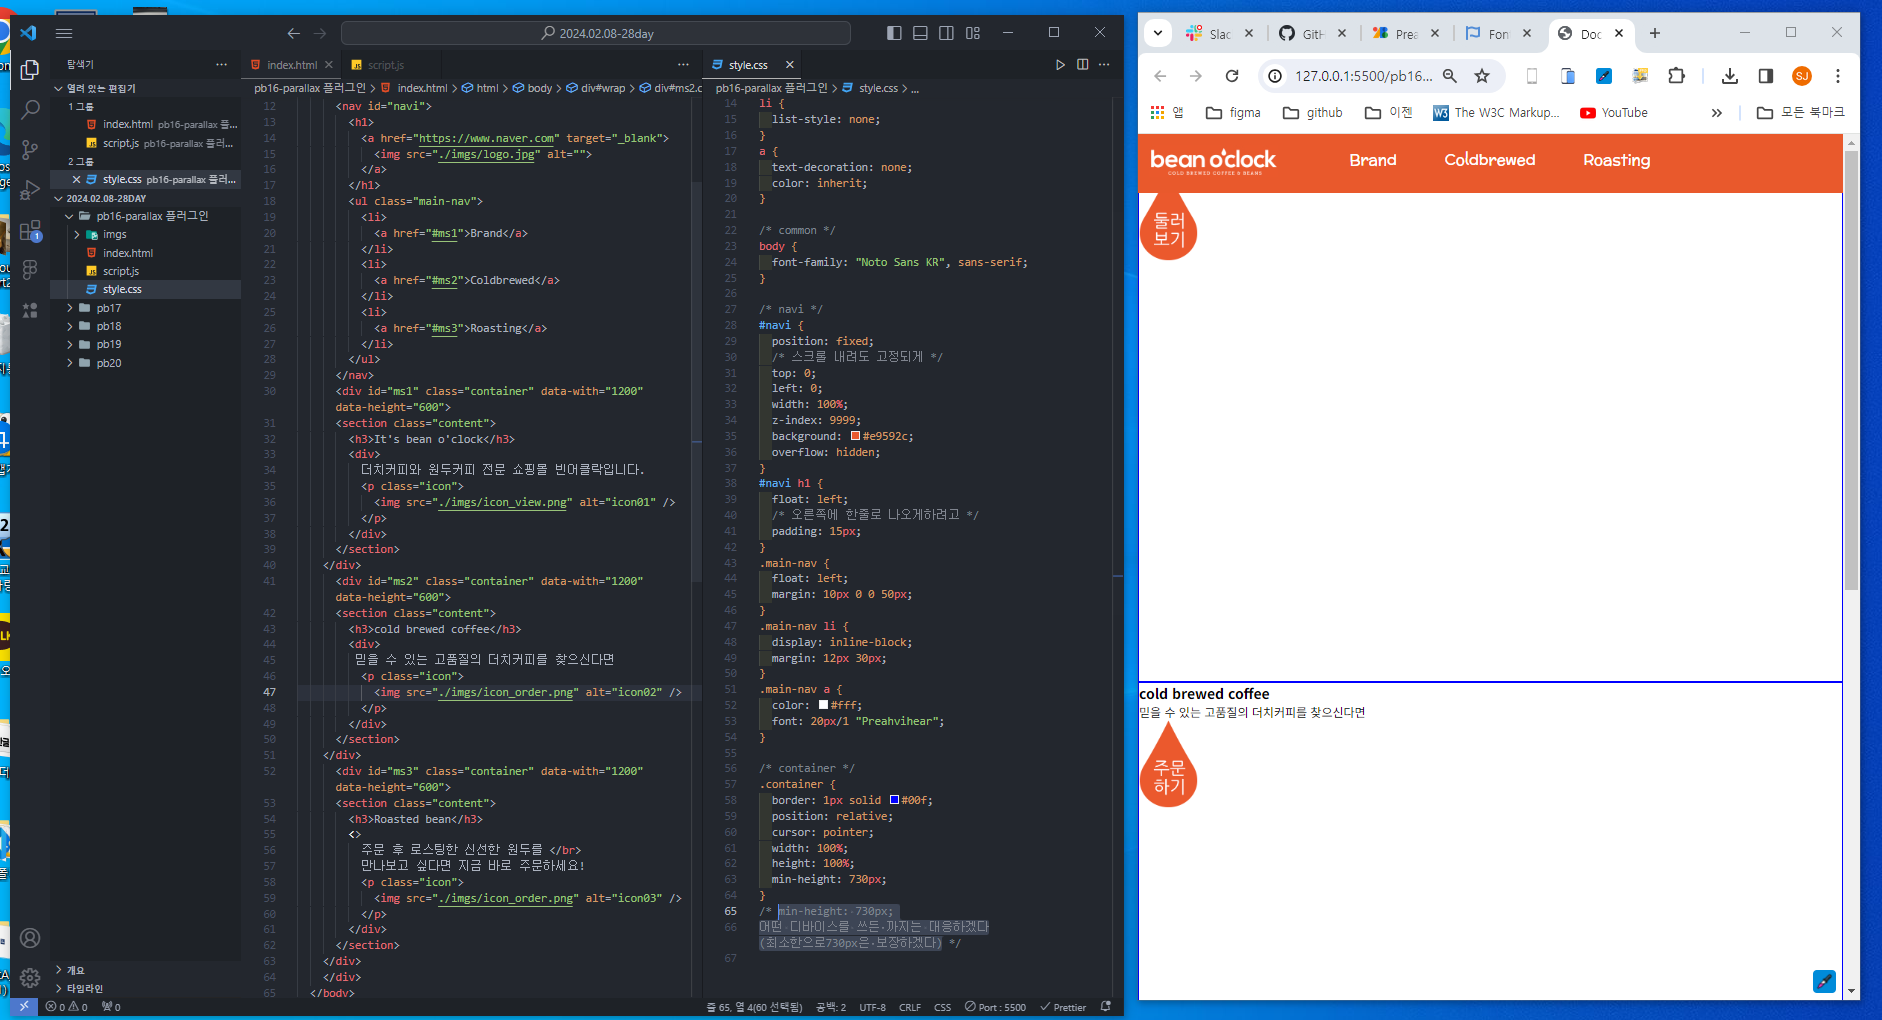 2024.02.08-28day
탐색기
열려 있는 편집기
1 그룹
index.html pb16-parallax 플...
script.js pb16-parallax 플러...
2 그룹
style.css pb16-parallax 플러...
2024.02.08-28DAY
pb16-parallax 플러그인
imgs
index.html
script.js
style.css
pb17
pb18
pb19
pb20
개요
타임라인
index.html
script.js
pb16-parallax 플러그인 > index.html > html > body > div#wrap > div#ms2.c
12 <nav id="navi">
13 <h1>
14 <a href="https://www.naver.com" target="_blank">
15 <img src="./imgs/logo.jpg" alt="">
16 </a>
17 </h1>
18 <ul class="main-nav">
19 <li>
20 <a href="#ms1">Brand</a>
21 </li>
22 <li>
23 <a href="#ms2">Coldbrewed</a>
24 </li>
25 <li>
26 <a href="#ms3">Roasting</a>
27 </li>
28 </ul>
29 </nav>
30 <div id="ms1" class="container" data-with="1200"
data-height="600">
31 <section class="content">
32 <h3>It's bean o'clock</h3>
33 <div>
34 더치커피와 원두커피 전문 쇼핑몰 빈어클락입니다.
35 <p class="icon">
36 <img src="./imgs/icon_view.png" alt="icon01" />
37 </p>
38 </div>
39 </section>
40 </div>
41 <div id="ms2" class="container" data-with="1200"
data-height="600">
42 <section class="content">
43 <h3>cold brewed coffee</h3>
44 <div>
45 믿을 수 있는 고품질의 더치커피를 찾으신다면
46 <p class="icon">
47 <img src="./imgs/icon_order.png" alt="icon02" />
48 </p>
49 </div>
50 </section>
51 </div>
52 <div id="ms3" class="container" data-with="1200"
data-height="600">
53 <section class="content">
54 <h3>Roasted bean</h3>
55 <>
56 주문 후 로스팅한 신선한 원두를 </br>
57 만나보고 싶다면 지금 바로 주문하세요!
58 <p class="icon">
59 <img src="./imgs/icon_order.png" alt="icon03" />
60 </p>
61 </div>
62 </section>
63 </div>
64 </div>
65 </body>
style.css
pb16-parallax 플러그인 > style.css > ...
14 li {
15 list-style: none;
16 }
17 a {
18 text-decoration: none;
19 color: inherit;
20 }
21
22 /* common */
23 body {
24 font-family: "Noto Sans KR", sans-serif;
25 }
26
27 /* navi */
28 #navi {
29 position: fixed;
30 /* 스크롤 내려도 고정되게 */
31 top: 0;
32 left: 0;
33 width: 100%;
34 z-index: 9999;
35 background: #e9592c;
36 overflow: hidden;
37 }
38 #navi h1 {
39 float: left;
40 /* 오른쪽에 한줄로 나오게하려고 */
41 padding: 15px;
42 }
43 .main-nav {
44 float: left;
45 margin: 10px 0 0 50px;
46 }
47 .main-nav li {
48 display: inline-block;
49 margin: 12px 30px;
50 }
51 .main-nav a {
52 color: #fff;
53 font: 20px/1 "Preahvihear";
54 }
55
56 /* container */
57 .container {
58 border: 1px solid #00f;
59 position: relative;
60 cursor: pointer;
61 width: 100%;
62 height: 100%;
63 min-height: 730px;
64 }
65 /* min-height: 730px;
66 어떤 디바이스를 쓰든 까지는 대응하겠다
(최소한으로730px은 보장하겠다) */
67
0 0 0
줄 65, 열 4(60 선택됨) 공백: 2 UTF-8 CRLF CSS Port : 5500 Prettier
Slac
GitH
Prea
Fon
Doc
127.0.0.1:5500/pb16...
SJ
앱 figma github 이젠 The W3C Markup... YouTube » 모든 북마크
bean o'clock
COLD BREWED COFFEE & BEANS
Brand Coldbrewed Roasting
둘러
보기
cold brewed coffee
믿을 수 있는 고품질의 더치커피를 찾으신다면
주문
하기